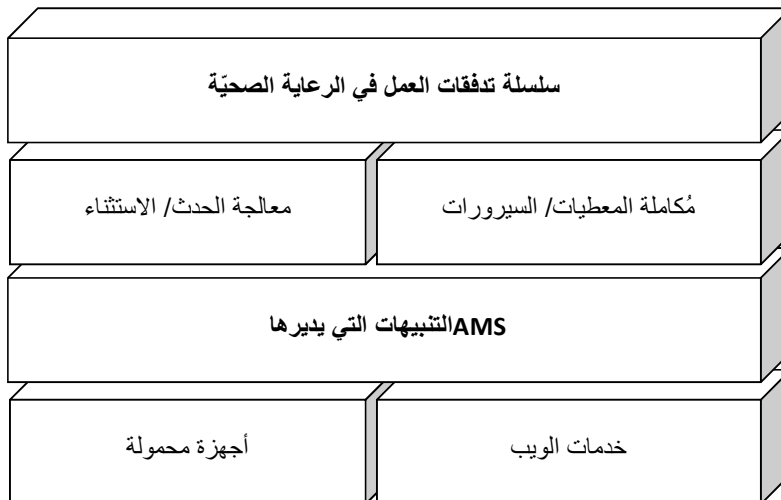 سلسلة تدفقات العمل في الرعاية الصحيّة
مُكاملة المعطيات/ السيرورات
معالجة الحدث/ الاستثناء
AMSالتنبيهات التي يديرها
خدمات الويب
أجهزة محمولة